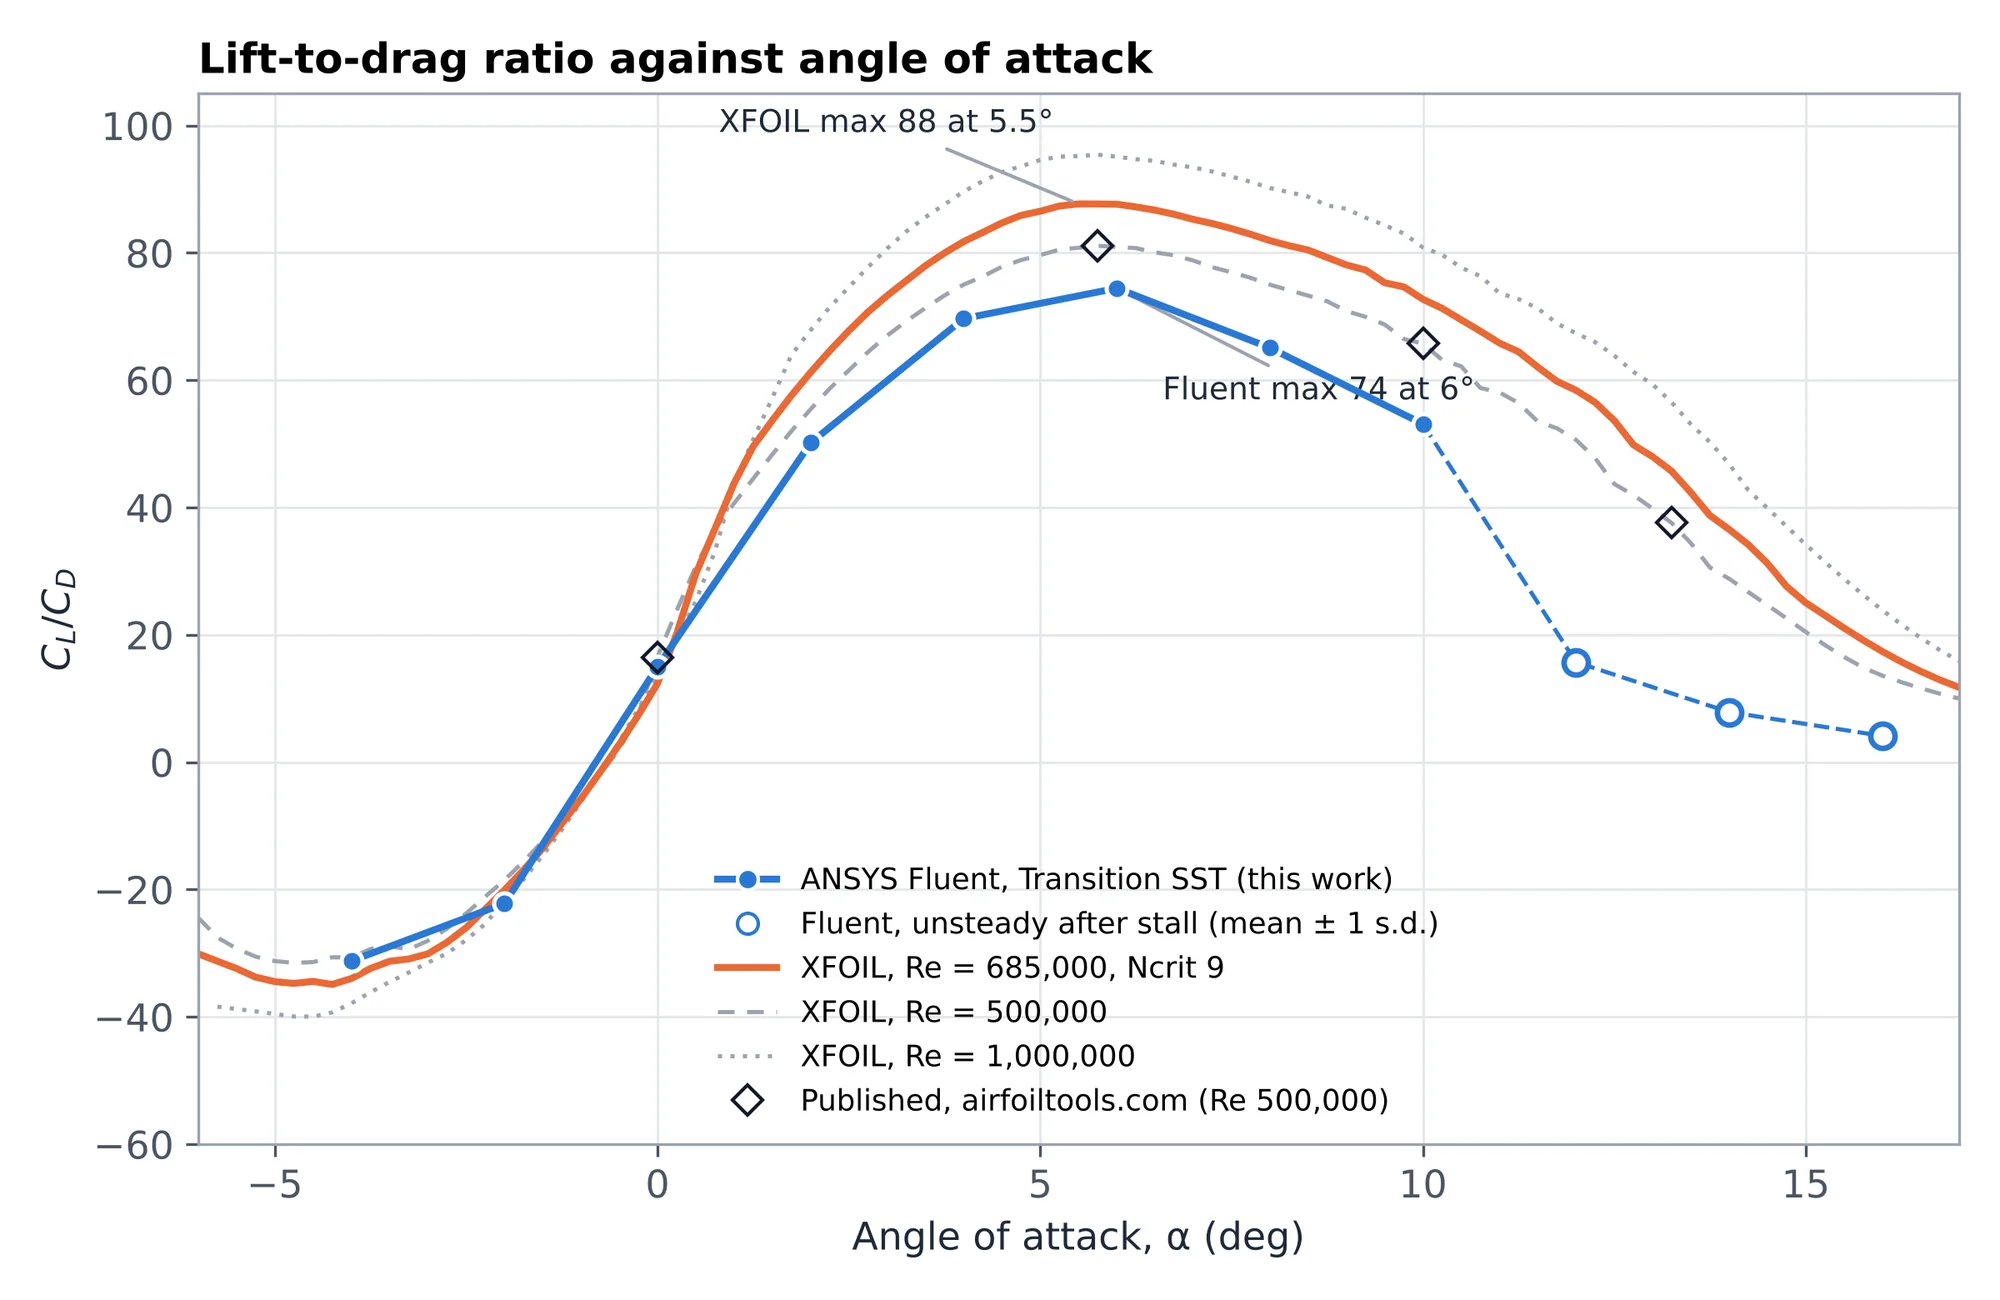 Lift-to-drag ratio against angle of attack
XFOIL max 88 at 5.5°
Fluent max 74 at 6°
100
80
60
40
20
0
−20
−40
−60
C_L/C_D
ANSYS Fluent, Transition SST (this work)
Fluent, unsteady after stall (mean ± 1 s.d.)
XFOIL, Re = 685,000, Ncrit 9
XFOIL, Re = 500,000
XFOIL, Re = 1,000,000
Published, airfoiltools.com (Re 500,000)
−5 0 5 10 15
Angle of attack, α (deg)